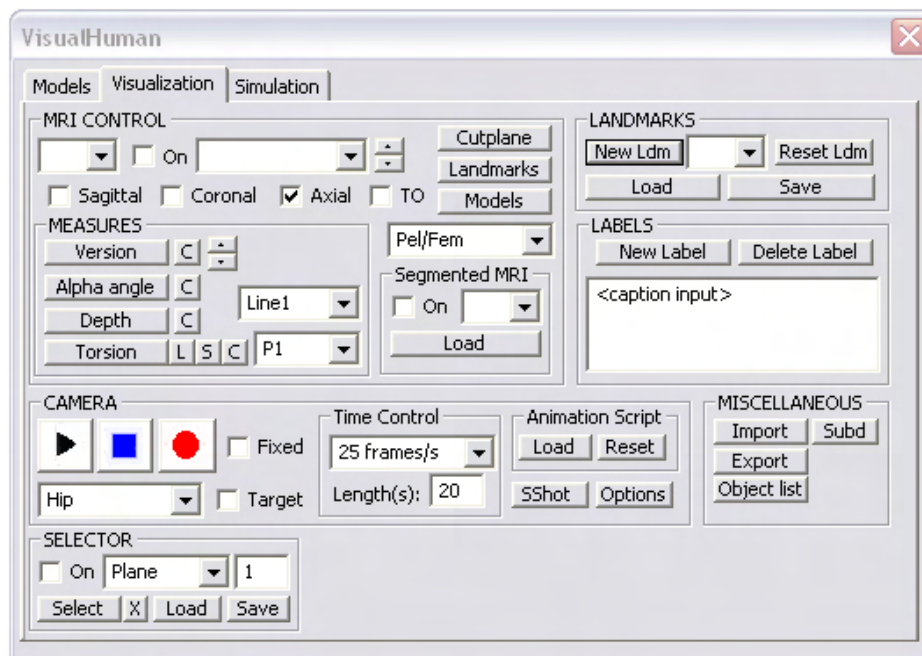 VisualHuman
Models Visualization Simulation
MRI CONTROL
On
Cutplane
Landmarks
Sagittal Coronal Axial TO
Models
MEASURES
Version C
Alpha angle C
Depth C
Torsion L S C
Line1
P1
Pel/Fem
Segmented MRI
On
Load
LANDMARKS
New Ldm Reset Ldm
Load Save
LABELS
New Label Delete Label
<caption input>
CAMERA
Fixed
Hip Target
Time Control
25 frames/s
Length(s): 20
Animation Script
Load Reset
SShot Options
MISCELLANEOUS
Import Subd
Export
Object list
SELECTOR
On Plane 1
Select X Load Save